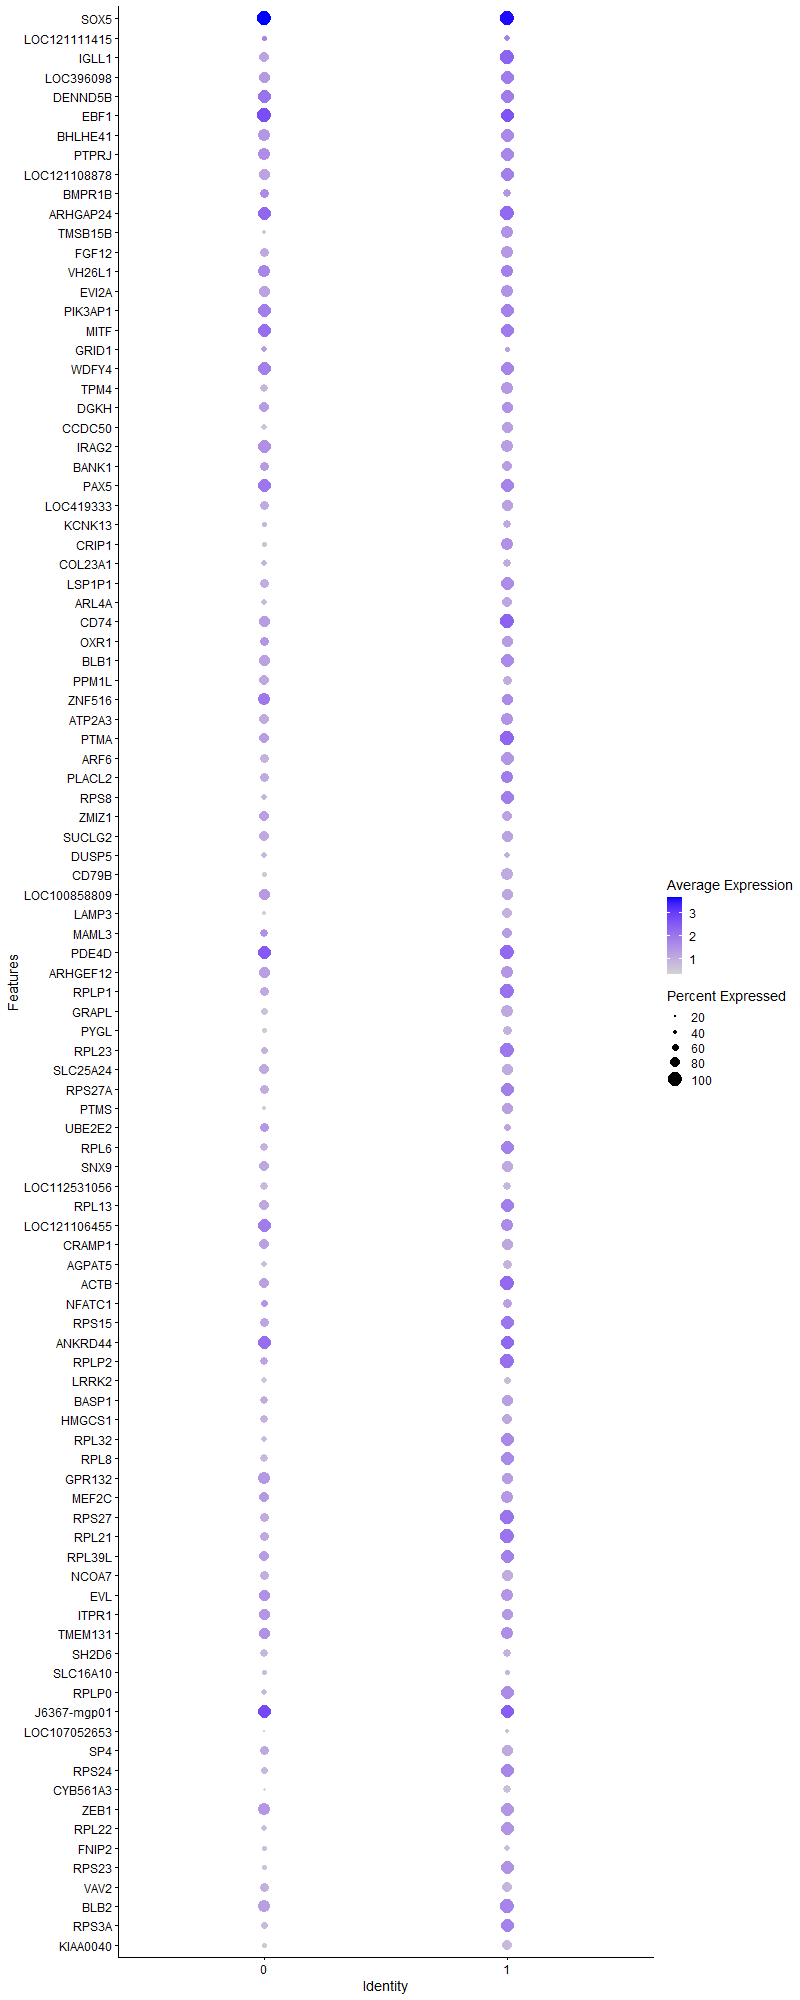 SOX5
LOC121111415
IGLL1
LOC396098
DENND5B
EBF1
BHLHE41
PTPRJ
LOC121108878
BMPR1B
ARHGAP24
TMSB15B
FGF12
VH26L1
EVI2A
PIK3AP1
MITF
GRID1
WDFY4
TPM4
DGKH
CCDC50
IRAG2
BANK1
PAX5
LOC419333
KCNK13
CRIP1
COL23A1
LSP1P1
ARL4A
CD74
OXR1
BLB1
PPM1L
ZNF516
ATP2A3
PTMA
ARF6
PLACL2
RPS8
ZMIZ1
SUCLG2
DUSP5
CD79B
LOC100858809
LAMP3
MAML3
PDE4D
ARHGEF12
RPLP1
GRAPL
PYGL
RPL23
SLC25A24
RPS27A
PTMS
UBE2E2
RPL6
SNX9
LOC112531056
RPL13
LOC121106455
CRAMP1
AGPAT5
ACTB
NFATC1
RPS15
ANKRD44
RPLP2
LRRK2
BASP1
HMGCS1
RPL32
RPL8
GPR132
MEF2C
RPS27
RPL21
RPL39L
NCOA7
EVL
ITPR1
TMEM131
SH2D6
SLC16A10
RPLP0
J6367-mgp01
LOC107052653
SP4
RPS24
CYB561A3
ZEB1
RPL22
FNIP2
RPS23
VAV2
BLB2
RPS3A
KIAA0040
Features
0 1
Identity
Average Expression
3
2
1
Percent Expressed
20
40
60
80
100